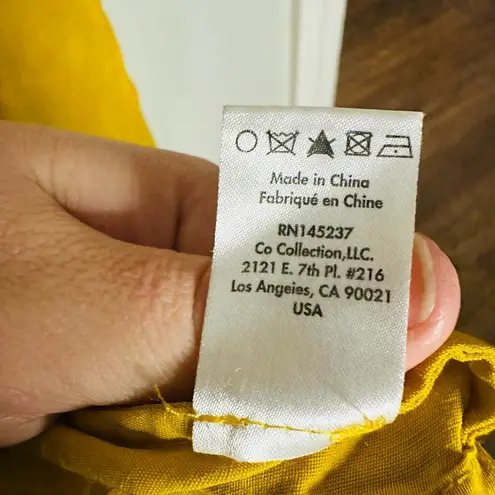 Made in China
Fabriqué en Chine
RN145237
Co Collection,LLC.
2121 E. 7th Pl. #216
Los Angeles, CA 90021
USA